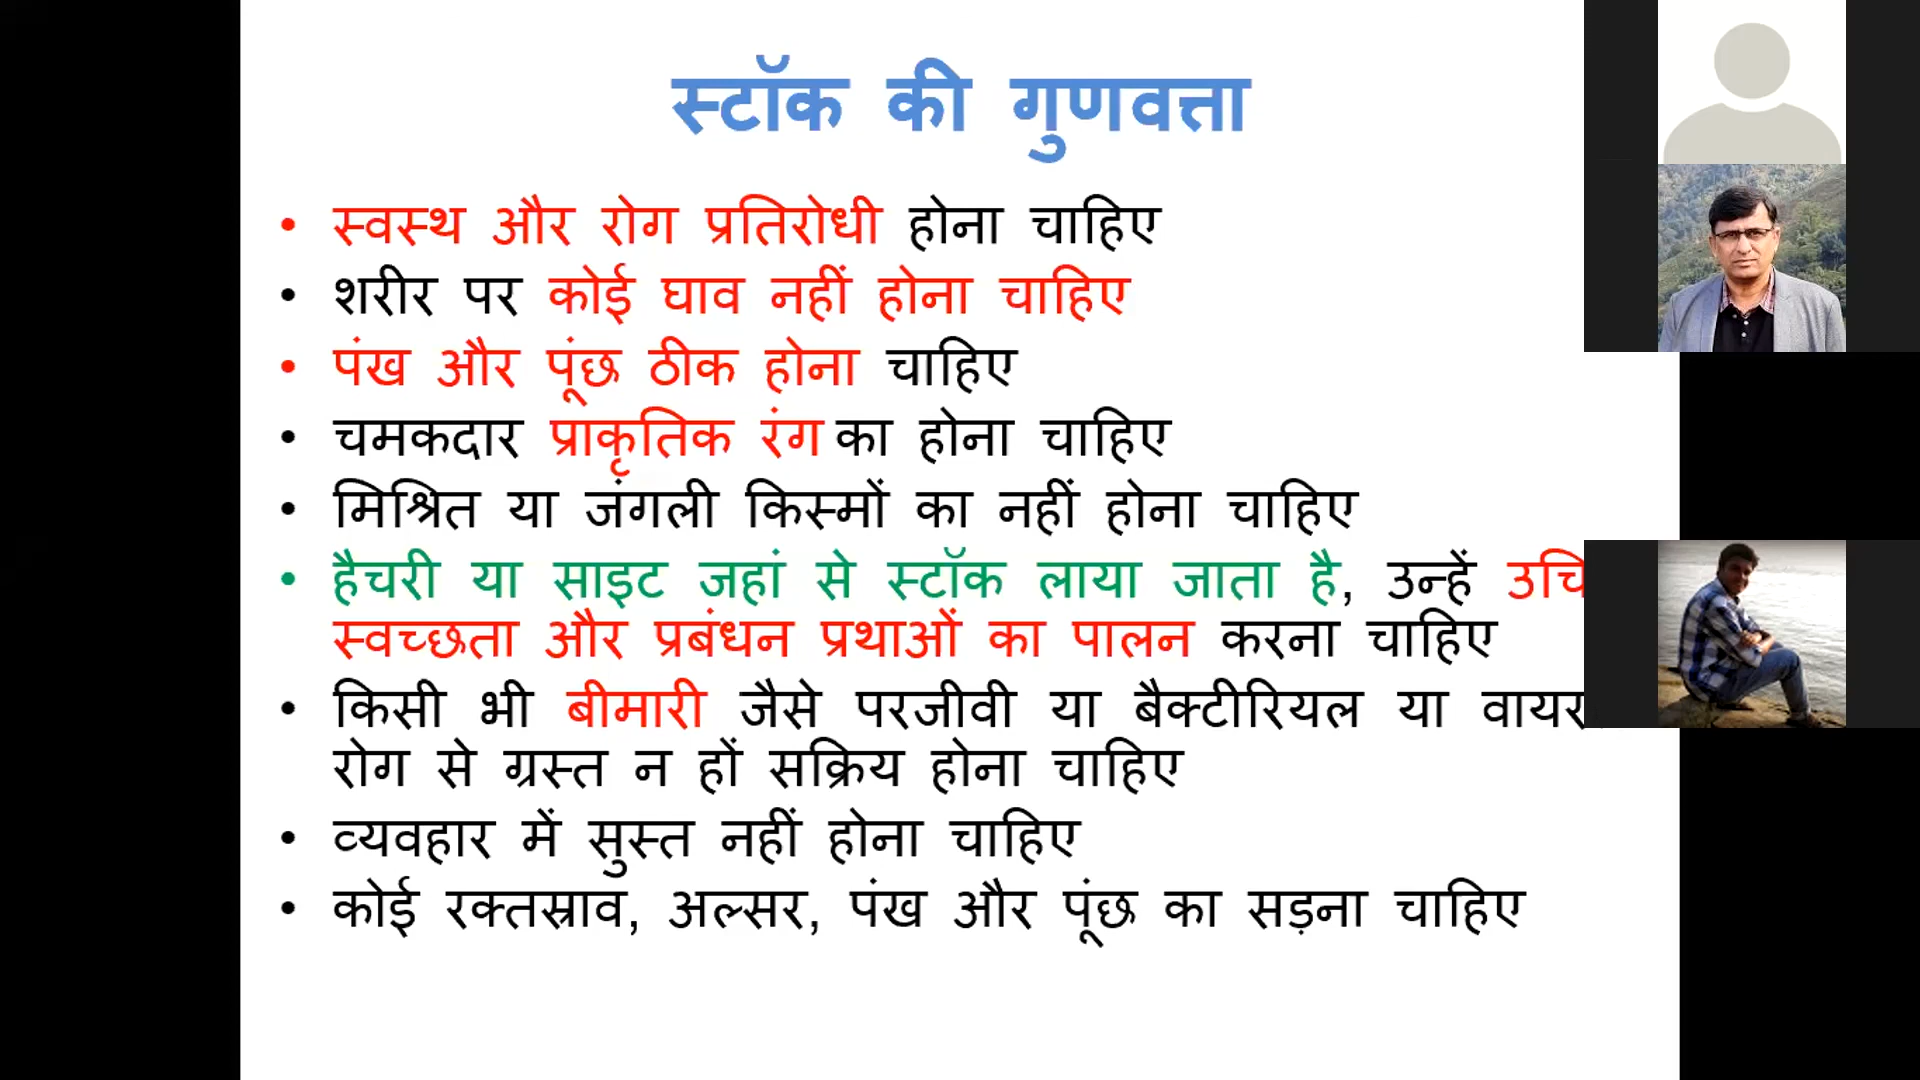 स्टॉक की गुणवत्ता
• स्वस्थ और रोग प्रतिरोधी होना चाहिए
• शरीर पर कोई घाव नहीं होना चाहिए
• पंख और पूंछ ठीक होना चाहिए
• चमकदार प्राकृतिक रंग का होना चाहिए
• मिश्रित या जंगली किस्मों का नहीं होना चाहिए
• हैचरी या साइट जहां से स्टॉक लाया जाता है, उन्हें
स्वच्छता और प्रबंधन प्रथाओं का पालन करना चाहिए
• किसी भी बीमारी जैसे परजीवी या बैक्टीरियल या
रोग से ग्रस्त न हों सक्रिय होना चाहिए
• व्यवहार में सुस्त नहीं होना चाहिए
• कोई रक्तस्राव, अल्सर, पंख और पूंछ का सड़ना चाहिए